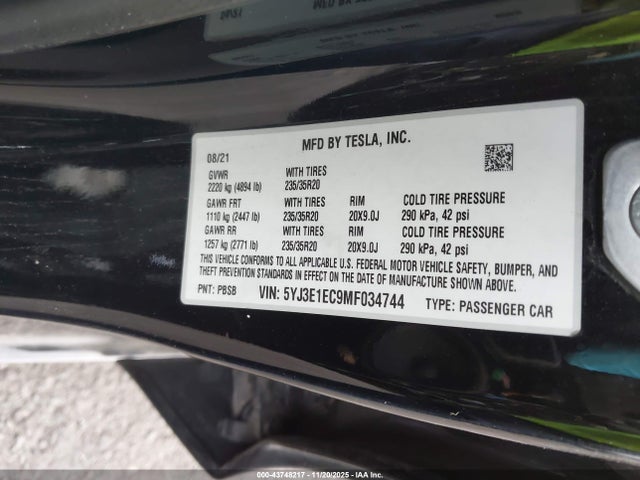 MFD BY TESLA, INC.
08/21
GVWR WITH TIRES
2220 kg (4894 lb) 235/35R20
GAWR FRT WITH TIRES RIM COLD TIRE PRESSURE
1110 kg (2447 lb) 235/35R20 20X9.0J 290 kPa, 42 psi
GAWR RR WITH TIRES RIM COLD TIRE PRESSURE
1257 kg (2771 lb) 235/35R20 20X9.0J 290 kPa, 42 psi
THIS VEHICLE CONFORMS TO ALL APPLICABLE U.S. FEDERAL MOTOR VEHICLE SAFETY, BUMPER, AND
THEFT PREVENTION STANDARDS IN EFFECT ON THE DATE OF MANUFACTURE SHOWN ABOVE.
PNT: PBSB VIN: 5YJ3E1EC9MF034744 TYPE: PASSENGER CAR
000-43748217 - 11/20/2025 - IAA Inc.